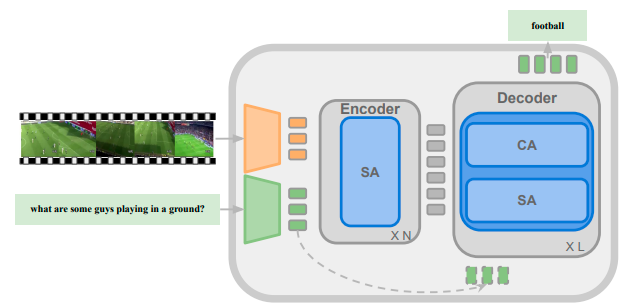 football
Encoder
Decoder
SA
CA
SA
what are some guys playing in a ground?
X N
X L